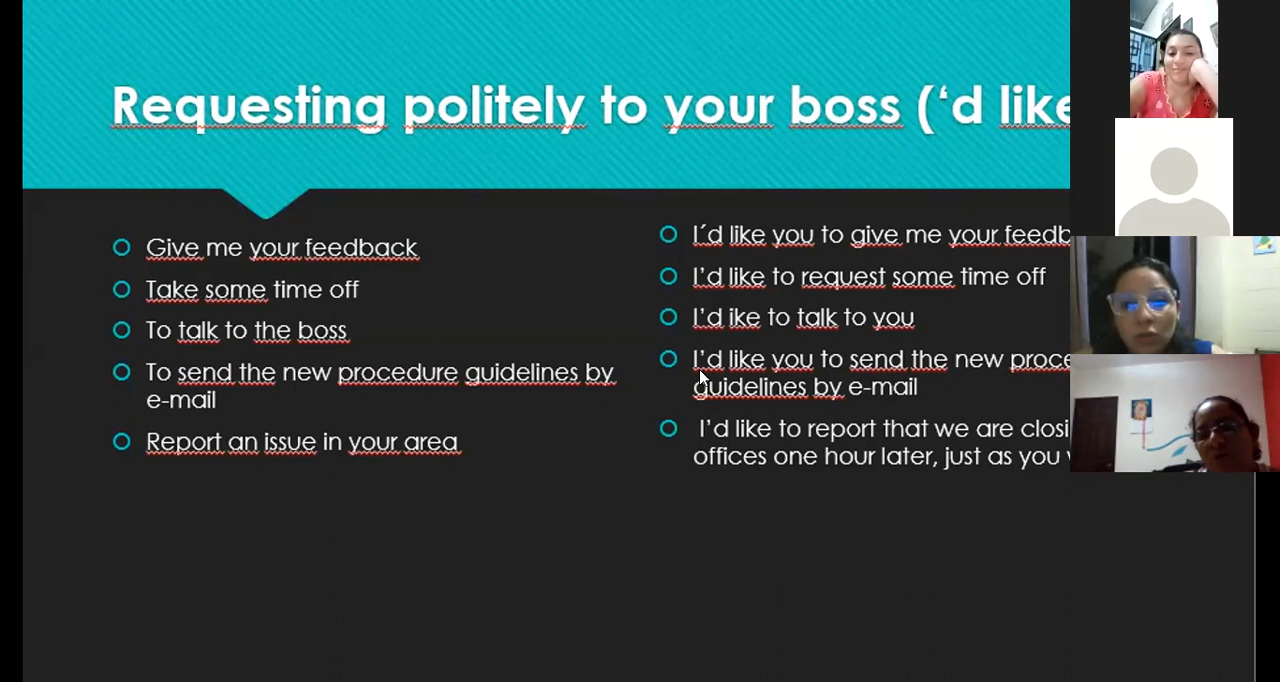 Requesting politely to your boss (‘d like
Give me your feedback
Take some time off
To talk to the boss
To send the new procedure guidelines by
e-mail
Report an issue in your area
I´d like you to give me your
I’d like to request some time off
I’d ike to talk to you
I’d like you to send the new
guidelines by e-mail
I’d like to report that we are
offices one hour later, just as you